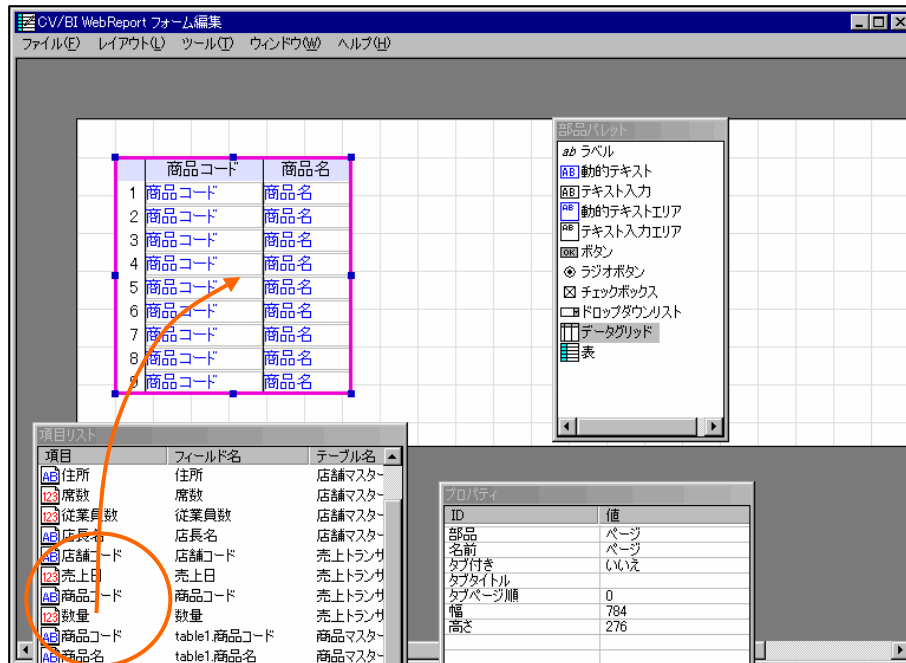 CV/BI WebReport フォーム編集
ファイル(F) レイアウト(L) ツール(T) ウィンドウ(W) ヘルプ(H)
商品コード 商品名
1 商品コード 商品名
2 商品コード 商品名
3 商品コード 商品名
4 商品コード 商品名
5 商品コード 商品名
6 商品コード 商品名
7 商品コード 商品名
8 商品コード 商品名
9 商品コード 商品名
部品パレット
ab ラベル
AB 動的テキスト
AB テキスト入力
AB 動的テキストエリア
AB テキスト入力エリア
OK ボタン
ラジオボタン
チェックボックス
ドロップダウンリスト
データグリッド
表
項目リスト
項目 フィールド名 テーブル名
AB 住所 住所 店舗マスター
123 席数 席数 店舗マスター
123 従業員数 従業員数 店舗マスター
AB 店長名 店長名 店舗マスター
AB 店舗コード 店舗コード 売上トランザ
123 売上日 売上日 売上トランザ
AB 商品コード 商品コード 売上トランザ
123 数量 数量 売上トランザ
AB 商品コード table1.商品コード 商品マスター
AB 商品名 table1.商品名 商品マスター
プロパティ
ID 値
部品 ページ
名前 ページ
タブ付き いいえ
タブタイトル
タブページ順 0
幅 784
高さ 276